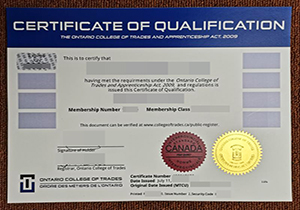 CERTIFICATE OF QUALIFICATION
THE ONTARIO COLLEGE OF TRADES AND APPRENTICESHIP ACT, 2009
This is to certify that
having met the requirments under the Ontario College of
Trades and Apprenticeship Act, 2009, and regulations is
issued this Certificate of Qualification.
Membership Number
Membership Class
This document can be verified at www.collegeoftrades.ca/public-register.
CANADA
Signature of Holder
Registrar, Ontario College of Trades
ONTARIO COLLEGE OF TRADES
ORDRE DES MÉTIERS DE L'ONTARIO
Certificate Number
Date Issued July
Original Date Issued (MTCU)
Security Code